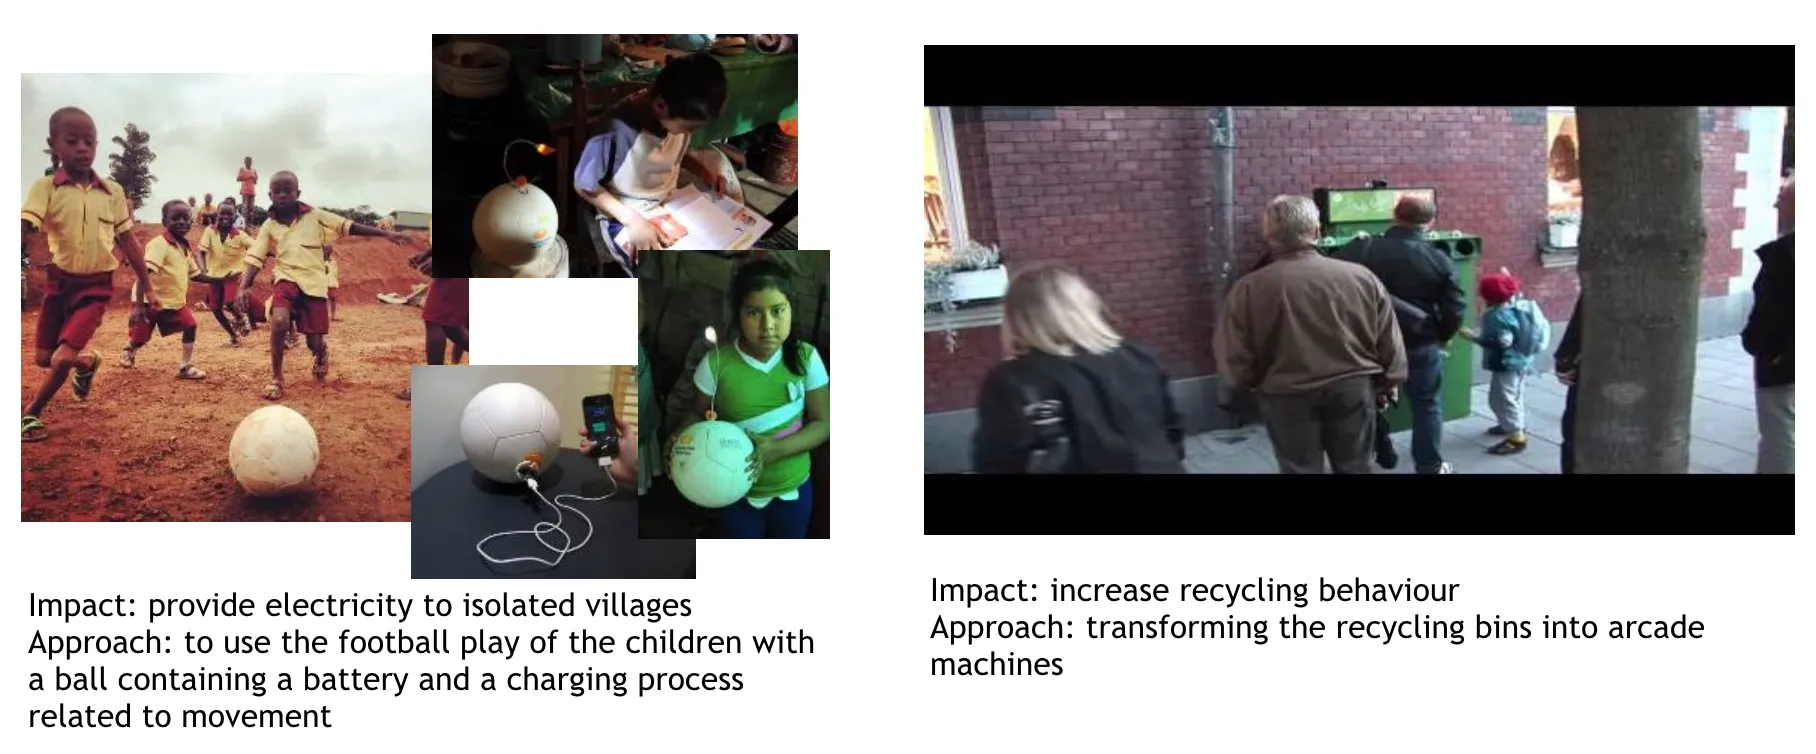 Impact: provide electricity to isolated villages
Approach: to use the football play of the children with
a ball containing a battery and a charging process
related to movement
Impact: increase recycling behaviour
Approach: transforming the recycling bins into arcade
machines